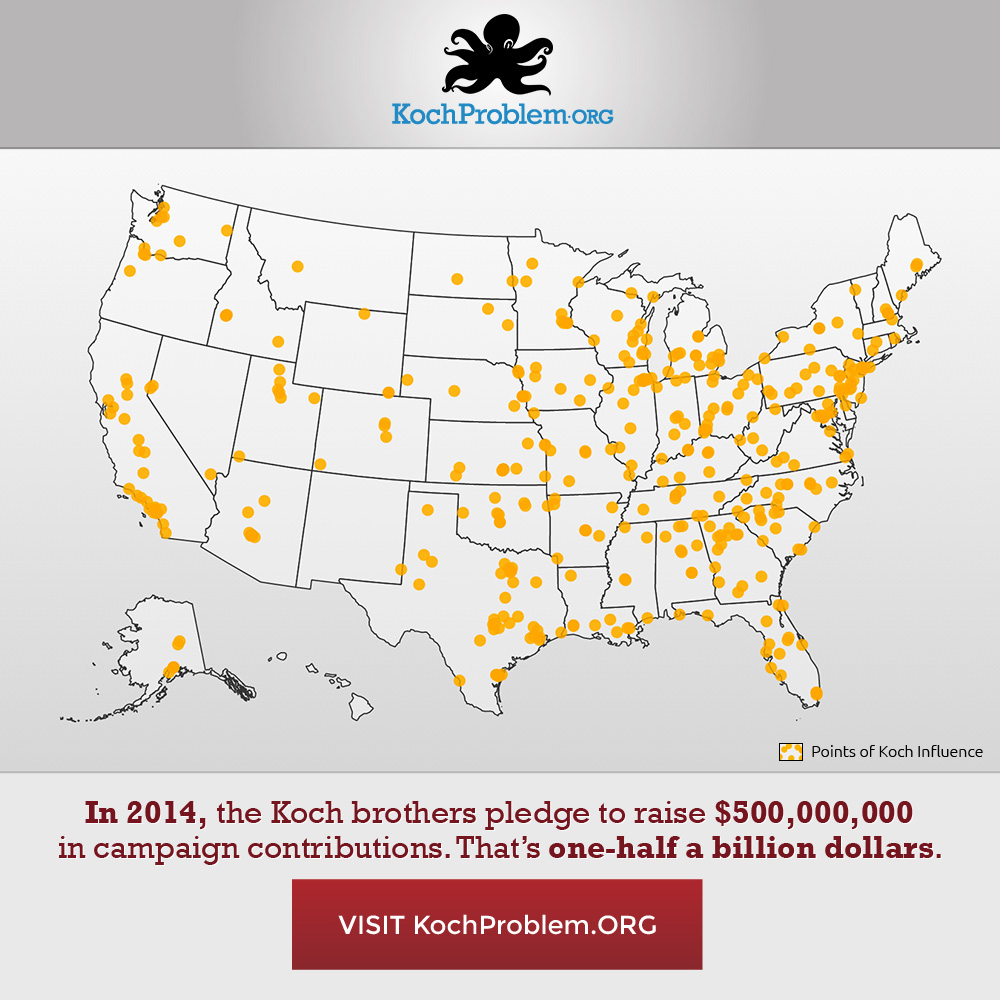 KochProblem.ORG
Points of Koch Influence
In 2014, the Koch brothers pledge to raise $500,000,000
in campaign contributions. That’s one-half a billion dollars.
VISIT KochProblem.ORG